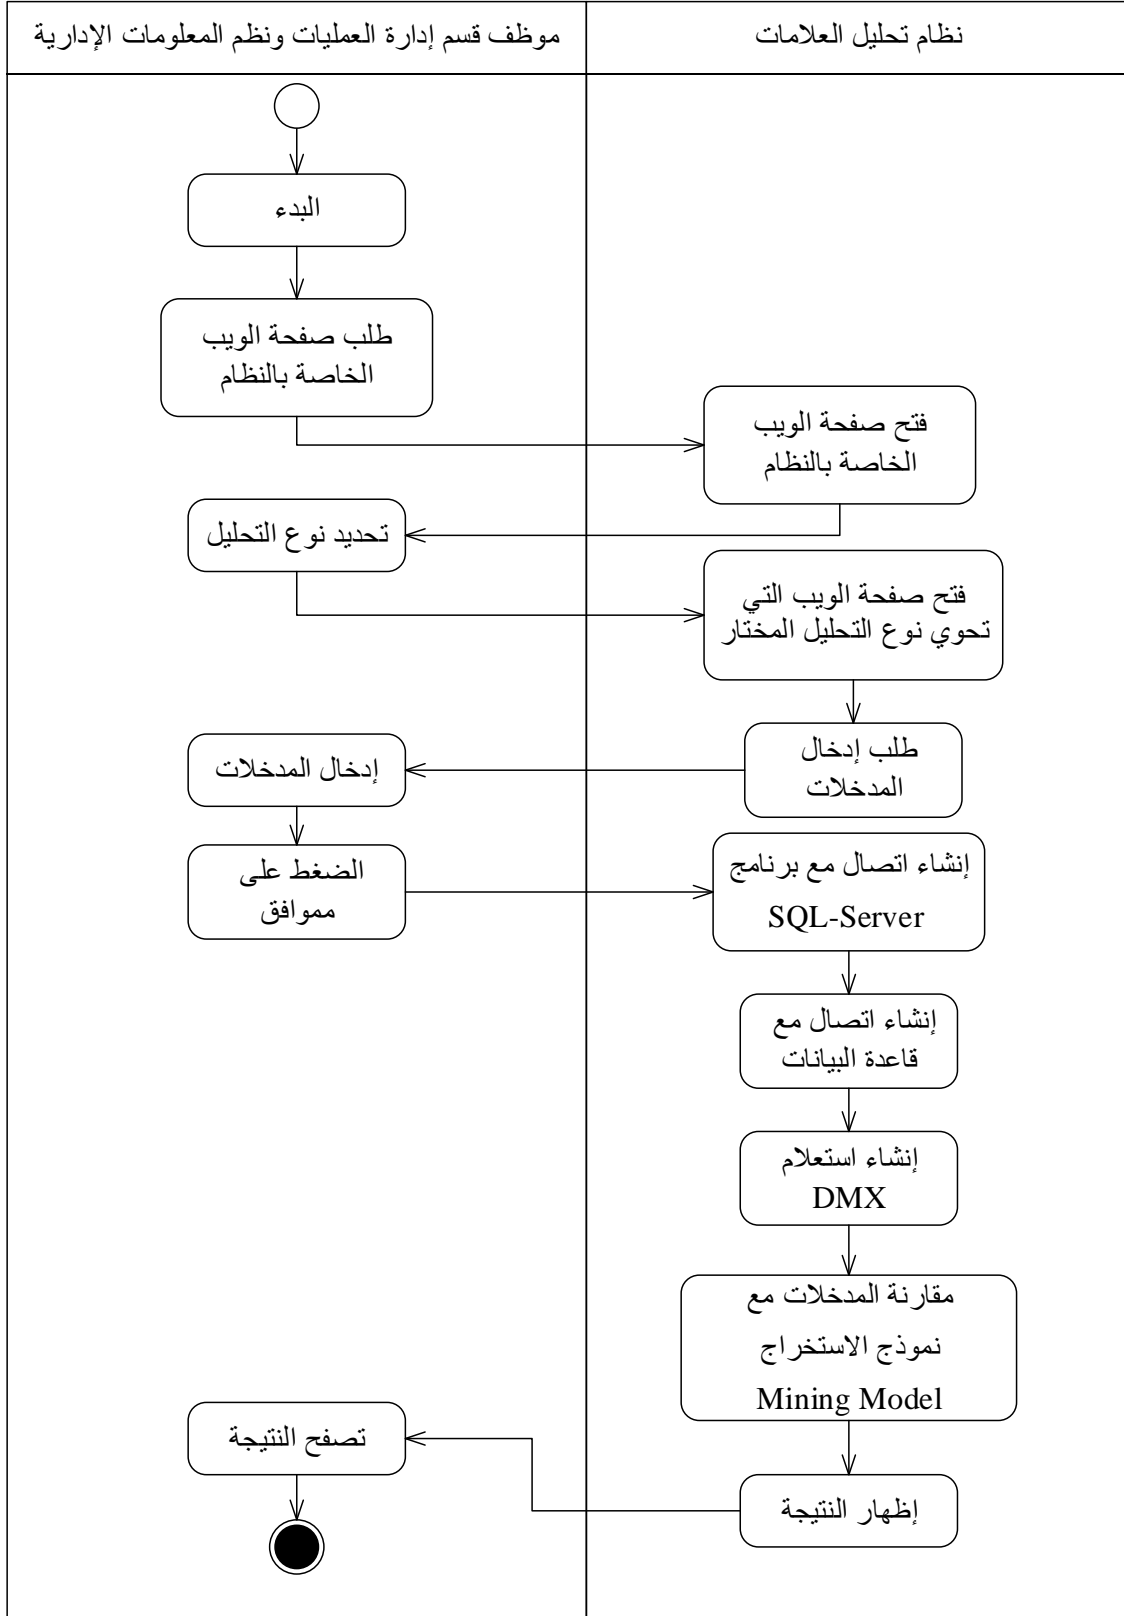 نظام تحليل العلامات
موظف قسم إدارة العمليات ونظم المعلومات الإدارية
البدء
طلب صفحة الويب
الخاصة بالنظام
فتح صفحة الويب
الخاصة بالنظام
تحديد نوع التحليل
فتح صفحة الويب التي
تحوي نوع التحليل المختار
طلب إدخال
المدخلات
إدخال المدخلات
الضغط على
مموافق
إنشاء اتصال مع برنامج
SQL-Server
إنشاء اتصال مع
قاعدة البيانات
إنشاء استعلام
DMX
مقارنة المدخلات مع
نموذج الاستخراج
Mining Model
إظهار النتيجة
تصفح النتيجة